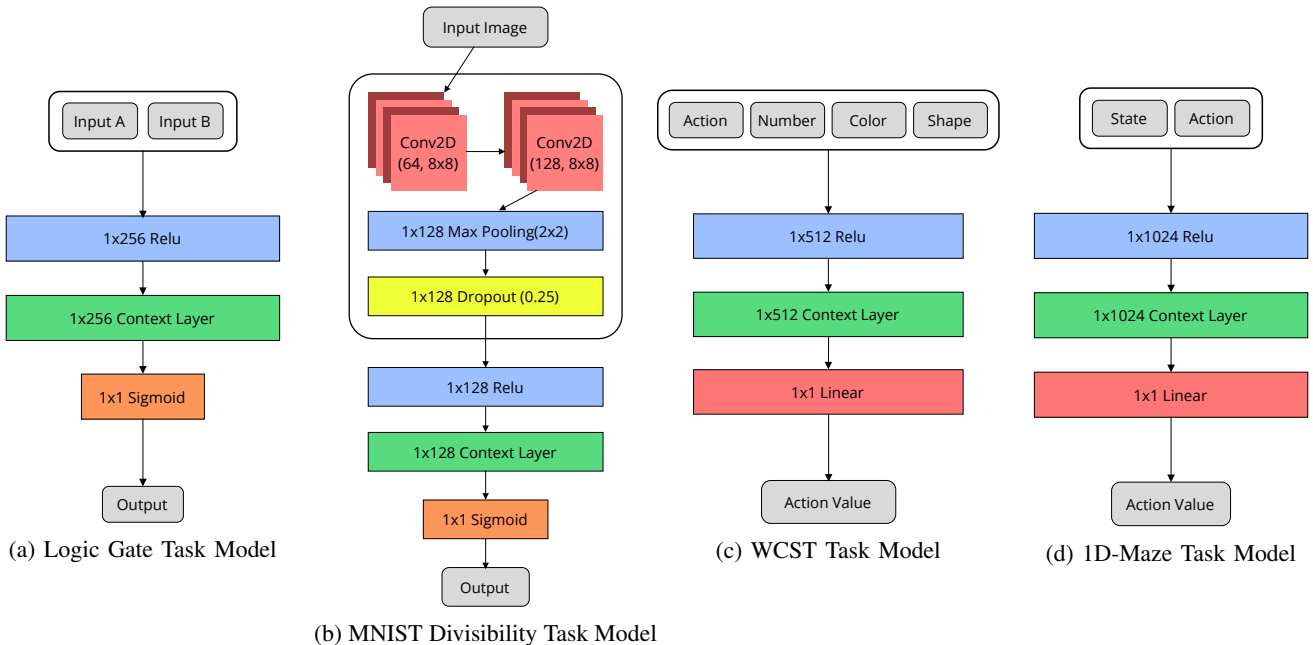 Input A
Input B
1x256 Relu
1x256 Context Layer
1x1 Sigmoid
Output
(a) Logic Gate Task Model
Input Image
Conv2D
(64, 8x8)
Conv2D
(128, 8x8)
1x128 Max Pooling(2x2)
1x128 Dropout (0.25)
1x128 Relu
1x128 Context Layer
1x1 Sigmoid
Output
(b) MNIST Divisibility Task Model
Action
Number
Color
Shape
1x512 Relu
1x512 Context Layer
1x1 Linear
Action Value
(c) WCST Task Model
State
Action
1x1024 Relu
1x1024 Context Layer
1x1 Linear
Action Value
(d) 1D-Maze Task Model